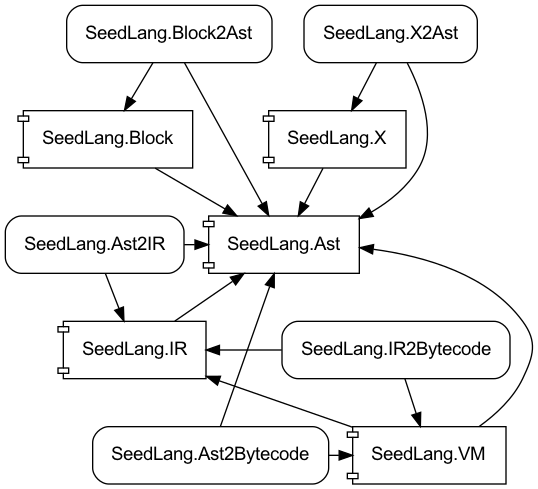 SeedLang.Block2Ast
SeedLang.X2Ast
SeedLang.Block
SeedLang.X
SeedLang.Ast2IR
SeedLang.Ast
SeedLang.IR
SeedLang.IR2Bytecode
SeedLang.Ast2Bytecode
SeedLang.VM